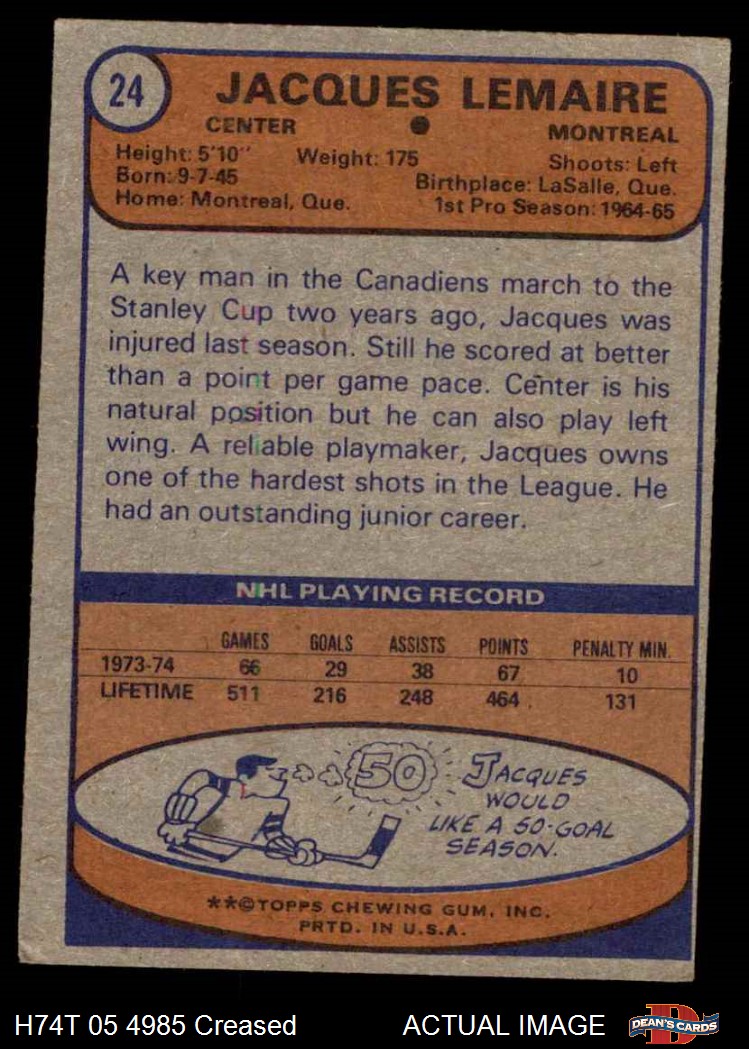 24 JACQUES LEMAIRE
CENTER MONTREAL
Height: 5'10" Weight: 175 Shoots: Left
Born: 9-7-45 Birthplace: LaSalle, Que.
Home: Montreal, Que. 1st Pro Season: 1964-65
A key man in the Canadiens march to the
Stanley Cup two years ago, Jacques was
injured last season. Still he scored at better
than a point per game pace. Center is his
natural position but he can also play left
wing. A reliable playmaker, Jacques owns
one of the hardest shots in the League. He
had an outstanding junior career.
NHL PLAYING RECORD
GAMES GOALS ASSISTS POINTS PENALTY MIN.
1973-74 66 29 38 67 10
LIFETIME 511 216 248 464 131
50 JACQUES
WOULD
LIKE A 50-GOAL
SEASON.
**©TOPPS CHEWING GUM, INC.
PRTD. IN U.S.A.
H74T 05 4985 Creased ACTUAL IMAGE DEAN'S CARDS